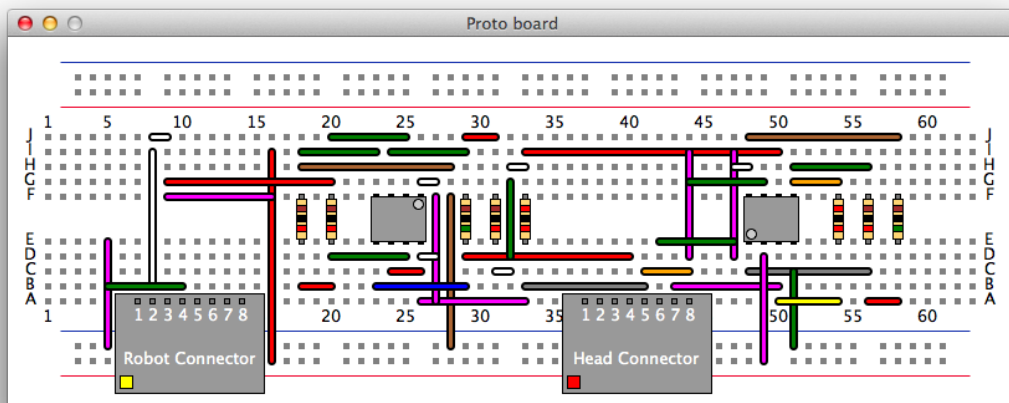 Proto board
1 5 10 15 20 25 30 35 40 45 50 55 60
J J
I I
H H
G G
F F
E E
D D
C C
B B
A A
1 2 3 4 5 6 7 8 1 2 3 4 5 6 7 8
1 20 25 30 35 50 55 60
Robot Connector Head Connector